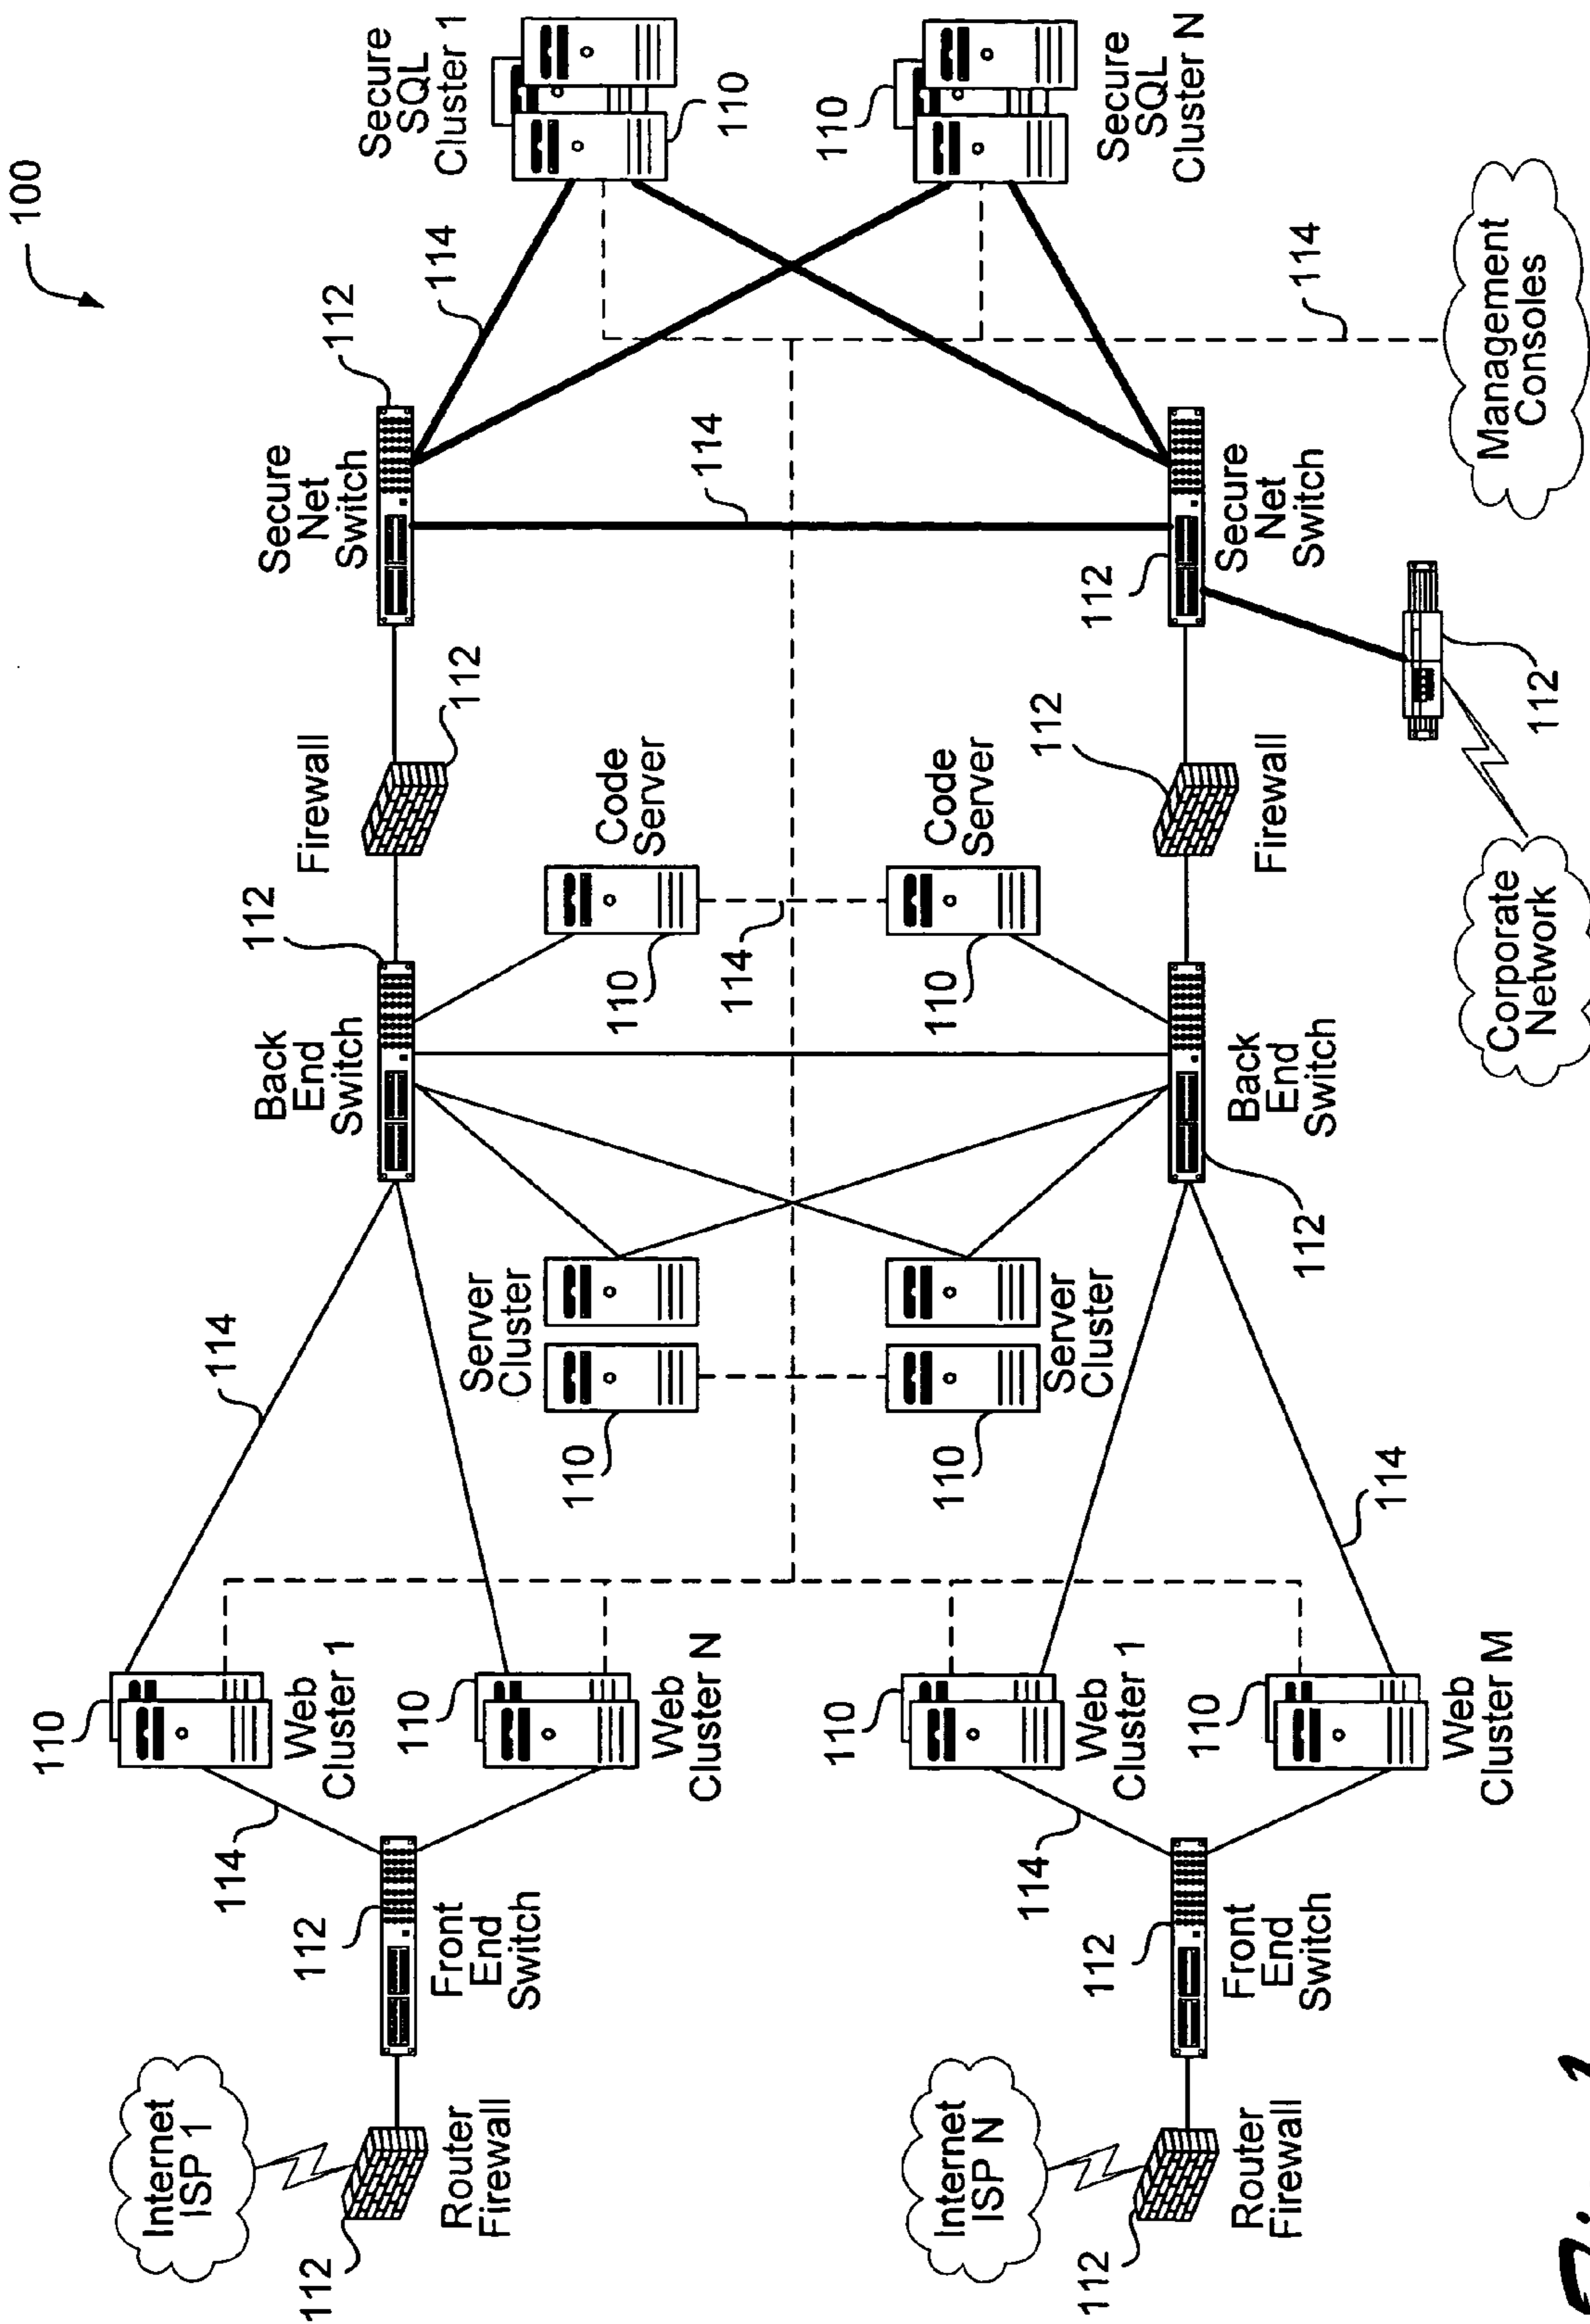 100
110
Internet
ISP 1
114
112
Router
Firewall
112
Front
End
Switch
Web
Cluster 1
110
Web
Cluster N
114
Back
End
Switch
112
Firewall
112
Secure
Net
Switch
112
114
Secure
SQL
Cluster 1
110
Server
Cluster
110
Code
Server
110
114
114
110
Secure
SQL
Cluster N
Internet
ISP N
112
Router
Firewall
112
Front
End
Switch
114
110
Web
Cluster 1
110
Web
Cluster M
114
110
Server
Cluster
110
Code
Server
112
Back
End
Switch
112
Firewall
112
Secure
Net
Switch
114
112
Corporate
Network
Management
Consoles